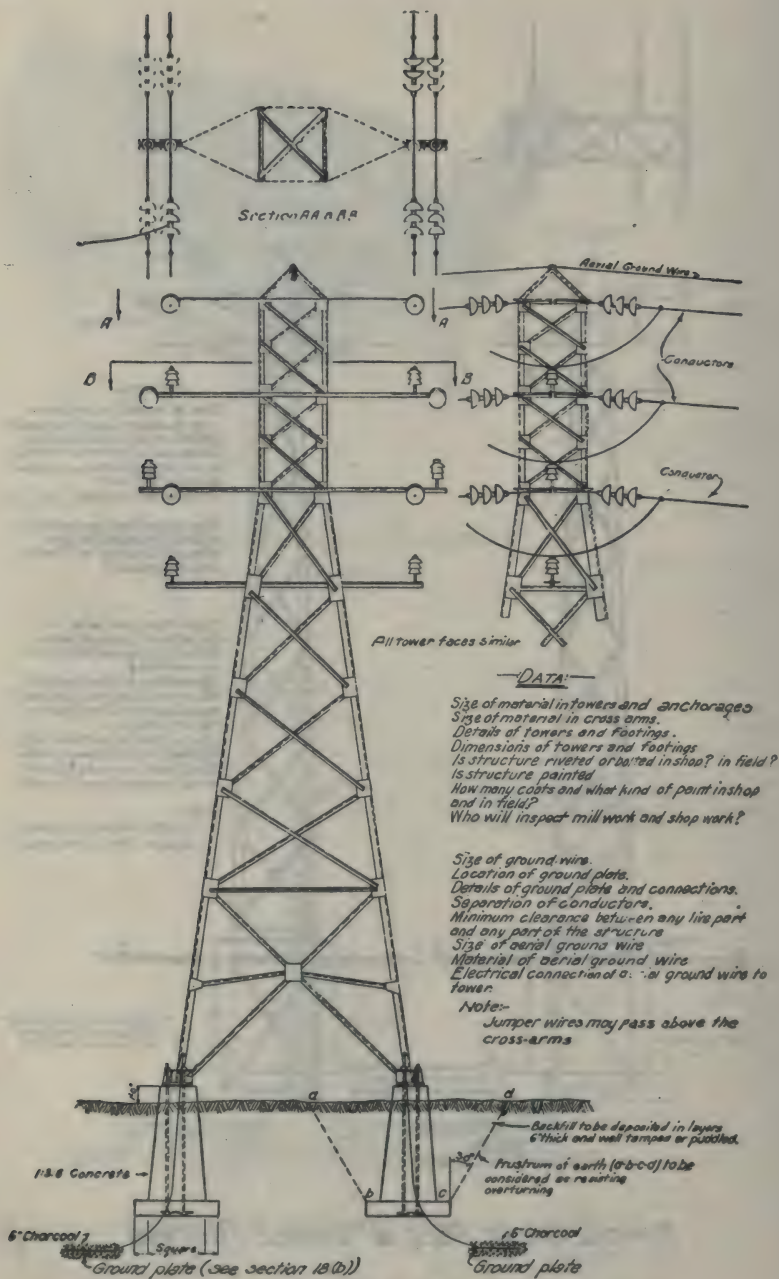 Section AA & B.B
Aerial Ground Wire
A
A
Conductors
B
B
Conductor
All tower faces similar
DATA:-
Size of material in towers and anchorages
Size of material in cross arms.
Details of towers and footings.
Dimensions of towers and footings
Is structure riveted or bolted in shop? in field?
Is structure painted
How many coats and what kind of paint in shop
and in field?
Who will inspect mill work and shop work?
Size of ground wire.
Location of ground plate.
Details of ground plate and connections.
Separation of conductors.
Minimum clearance between any live part
and any part of the structure
Size of aerial ground wire
Material of aerial ground wire
Electrical connection of ground wire to
tower.
Note:-
Jumper wires may pass above the
cross-arms
a
d
Backfill to be deposited in layers
6" thick and well tamped or puddled.
30°
Frustrum of earth (a-b-c-d) to be
considered as resisting
overturning
Concrete
b
c
6" Charcoal
Square
6" Charcoal
Ground plate (see section 18(b))
Ground plate